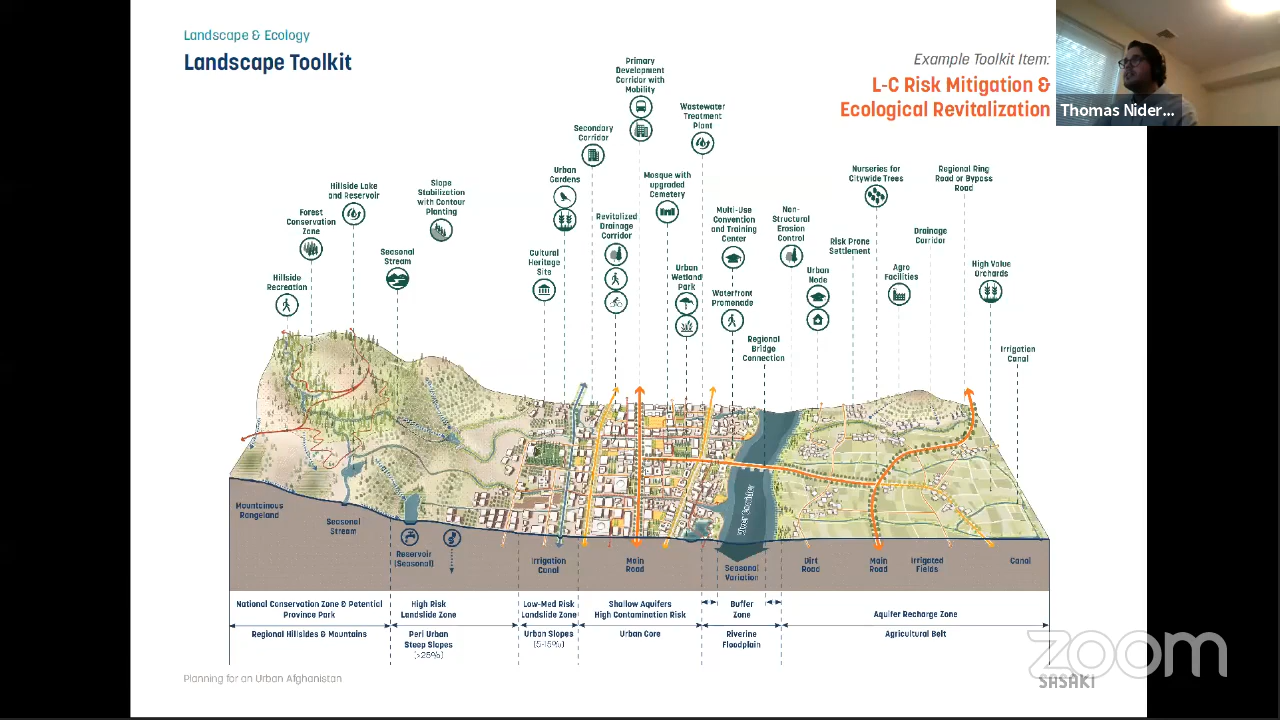 Landscape & Ecology
Landscape Toolkit
Example Toolkit Item:
L-C Risk Mitigation &
Ecological Revitalization
Thomas Nider...
Primary
Development
Corridor with
Mobility
Wastewater
Treatment
Plant
Secondary
Corridor
Urban
Gardens
Mosque with
upgraded
Cemetery
Nurseries for
Citywide Trees
Regional Ring
Road or Bypass
Road
Hillside Lake
and Reservoir
Slope
Stabilization
with Contour
Planting
Forest
Conservation
Zone
Revitalized
Drainage
Corridor
Multi-Use
Convention
and Training
Center
Non-
Structural
Erosion
Control
Risk Prone
Settlement
Drainage
Corridor
Seasonal
Stream
Cultural
Heritage
Site
Urban
Wetland
Park
Urban
Node
Agro
Facilities
High Value
Orchards
Hillside
Recreation
Waterfront
Promenade
Regional
Bridge
Connection
Irrigation
Canal
Mountainous
Rangeland
Seasonal
Stream
Reservoir
(Seasonal)
Irrigation
Canal
Main
Road
Seasonal
Variation
Dirt
Road
Main
Road
Irrigated
Fields
Canal
National Conservation Zone & Potential
Province Park
High Risk
Landslide Zone
Low-Med Risk
Landslide Zone
Shallow Aquifers
High Contamination Risk
Buffer
Zone
Aquifer Recharge Zone
Regional Hillsides & Mountains
Peri Urban
Steep Slopes
(>25%)
Urban Slopes
(5-15%)
Urban Core
Riverine
Floodplain
Agricultural Belt
Planning for an Urban Afghanistan
SASAKI
zoom